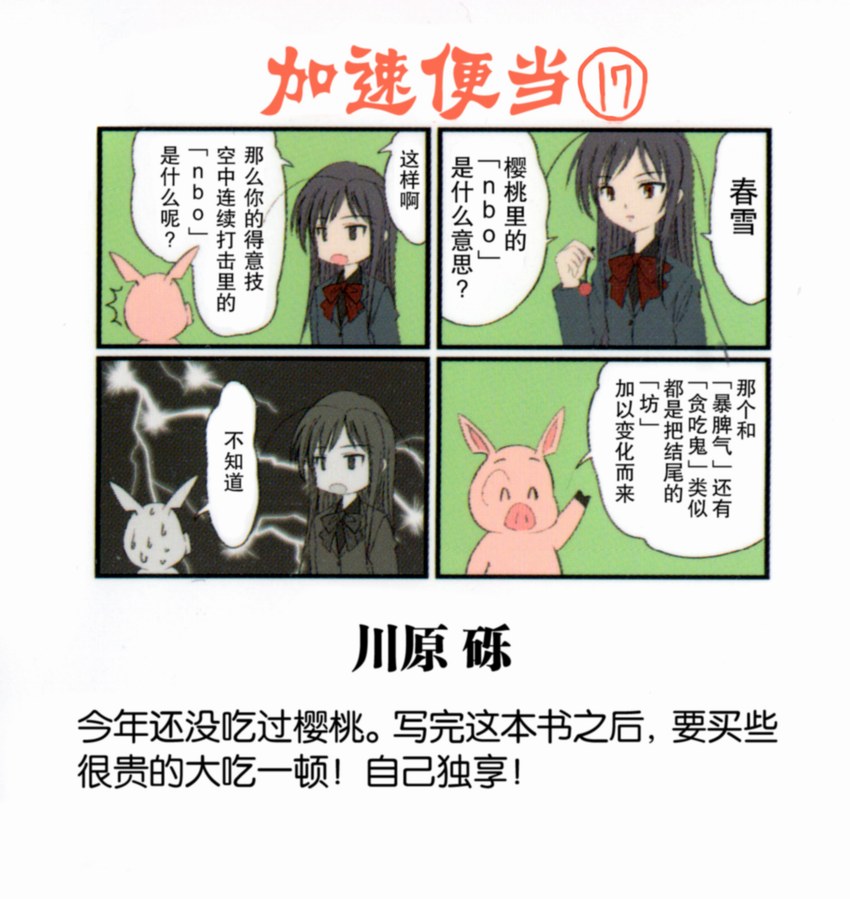 加速便当⑰
春雪
樱桃里的
「nbo」
是什么意思？
这样啊
那么你的得意技
空中连续打击里的
「nbo」
是什么呢？
那个和
「暴脾气」还有
「贪吃鬼」类似
都是把结尾的
「坊」
加以变化而来
不知道
川原 砾
今年还没吃过樱桃。写完这本书之后，要买些
很贵的大吃一顿！自己独享！